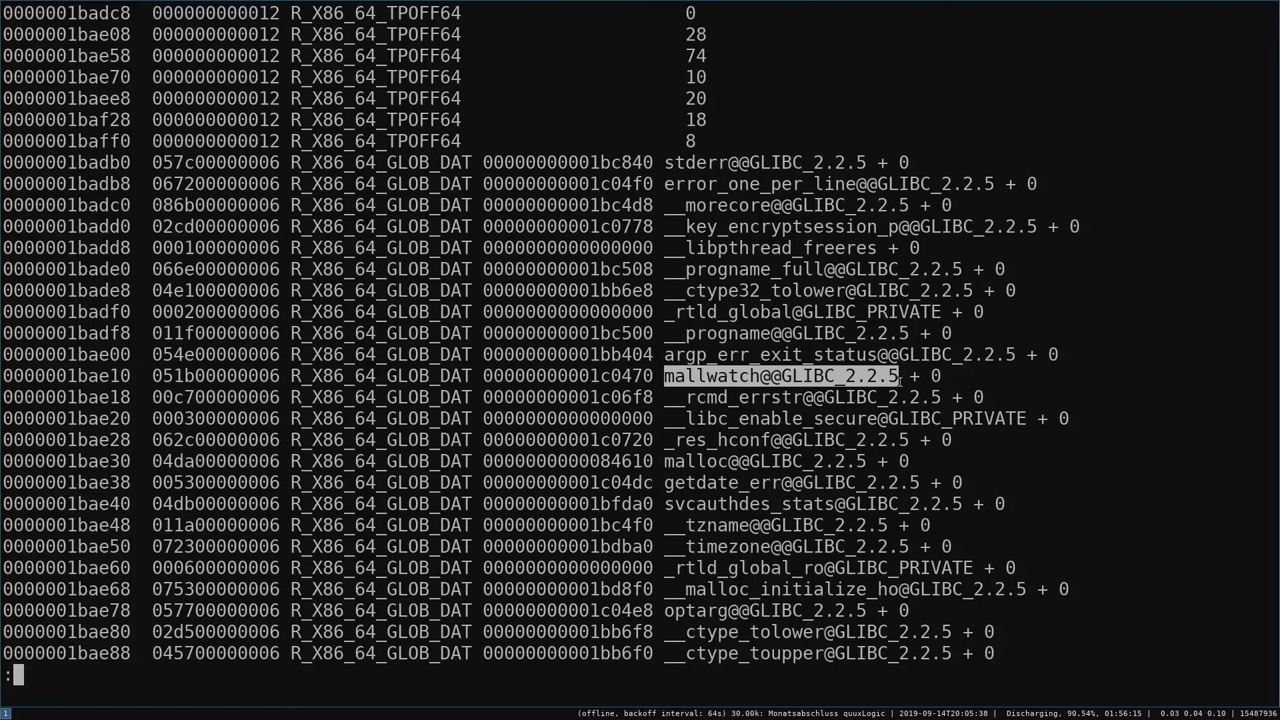 0000001badc8 000000000012 R_X86_64_TPOFF64 0
0000001bae08 000000000012 R_X86_64_TPOFF64 28
0000001bae58 000000000012 R_X86_64_TPOFF64 74
0000001bae70 000000000012 R_X86_64_TPOFF64 10
0000001baee8 000000000012 R_X86_64_TPOFF64 20
0000001baf28 000000000012 R_X86_64_TPOFF64 18
0000001baff0 000000000012 R_X86_64_TPOFF64 8
0000001badb0 057c00000006 R_X86_64_GLOB_DAT 00000000001bc840 stderr@@GLIBC_2.2.5 + 0
0000001badb8 067200000006 R_X86_64_GLOB_DAT 00000000001c04f0 error_one_per_line@@GLIBC_2.2.5 + 0
0000001badc0 086b00000006 R_X86_64_GLOB_DAT 00000000001bc4d8 __morecore@@GLIBC_2.2.5 + 0
0000001badd0 02cd00000006 R_X86_64_GLOB_DAT 00000000001c0778 __key_encryptsession_p@@GLIBC_2.2.5 + 0
0000001badd8 000100000006 R_X86_64_GLOB_DAT 0000000000000000 __libpthread_freeres + 0
0000001bade0 066e00000006 R_X86_64_GLOB_DAT 00000000001bc508 __progname_full@@GLIBC_2.2.5 + 0
0000001bade8 04e100000006 R_X86_64_GLOB_DAT 00000000001bb6e8 __ctype32_tolower@GLIBC_2.2.5 + 0
0000001badf0 000200000006 R_X86_64_GLOB_DAT 0000000000000000 _rtld_global@GLIBC_PRIVATE + 0
0000001badf8 011f00000006 R_X86_64_GLOB_DAT 00000000001bc500 __progname@@GLIBC_2.2.5 + 0
0000001bae00 054e00000006 R_X86_64_GLOB_DAT 00000000001bb404 argp_err_exit_status@@GLIBC_2.2.5 + 0
0000001bae10 051b00000006 R_X86_64_GLOB_DAT 00000000001c0470 mallwatch@@GLIBC_2.2.5 + 0
0000001bae18 00c700000006 R_X86_64_GLOB_DAT 00000000001c06f8 __rcmd_errstr@@GLIBC_2.2.5 + 0
0000001bae20 000300000006 R_X86_64_GLOB_DAT 0000000000000000 __libc_enable_secure@GLIBC_PRIVATE + 0
0000001bae28 062c00000006 R_X86_64_GLOB_DAT 00000000001c0720 _res_hconf@@GLIBC_2.2.5 + 0
0000001bae30 04da00000006 R_X86_64_GLOB_DAT 0000000000084610 malloc@@GLIBC_2.2.5 + 0
0000001bae38 005300000006 R_X86_64_GLOB_DAT 00000000001c04dc getdate_err@@GLIBC_2.2.5 + 0
0000001bae40 04db00000006 R_X86_64_GLOB_DAT 00000000001bfda0 svcauthdes_stats@GLIBC_2.2.5 + 0
0000001bae48 011a00000006 R_X86_64_GLOB_DAT 00000000001bc4f0 __tzname@@GLIBC_2.2.5 + 0
0000001bae50 072300000006 R_X86_64_GLOB_DAT 00000000001bdba0 __timezone@@GLIBC_2.2.5 + 0
0000001bae60 000000000006 R_X86_64_GLOB_DAT 0000000000000000 _rtld_global_ro@GLIBC_PRIVATE + 0
0000001bae68 075300000006 R_X86_64_GLOB_DAT 00000000001bd8f0 __malloc_initialize_ho@GLIBC_2.2.5 + 0
0000001bae78 057700000006 R_X86_64_GLOB_DAT 00000000001c04e8 optarg@@GLIBC_2.2.5 + 0
0000001bae80 02d500000006 R_X86_64_GLOB_DAT 00000000001bb6f8 __ctype_tolower@GLIBC_2.2.5 + 0
0000001bae88 045700000006 R_X86_64_GLOB_DAT 00000000001bb6f0 __ctype_toupper@GLIBC_2.2.5 + 0
:
1 (offline, backoff interval: 64s) 30.00k: Monatsabschluss quuxLogic | 2019-09-14T20:05:38 | Discharging, 90.54%, 01:56:15 | 0.03 0.04 0.10 | 15487936